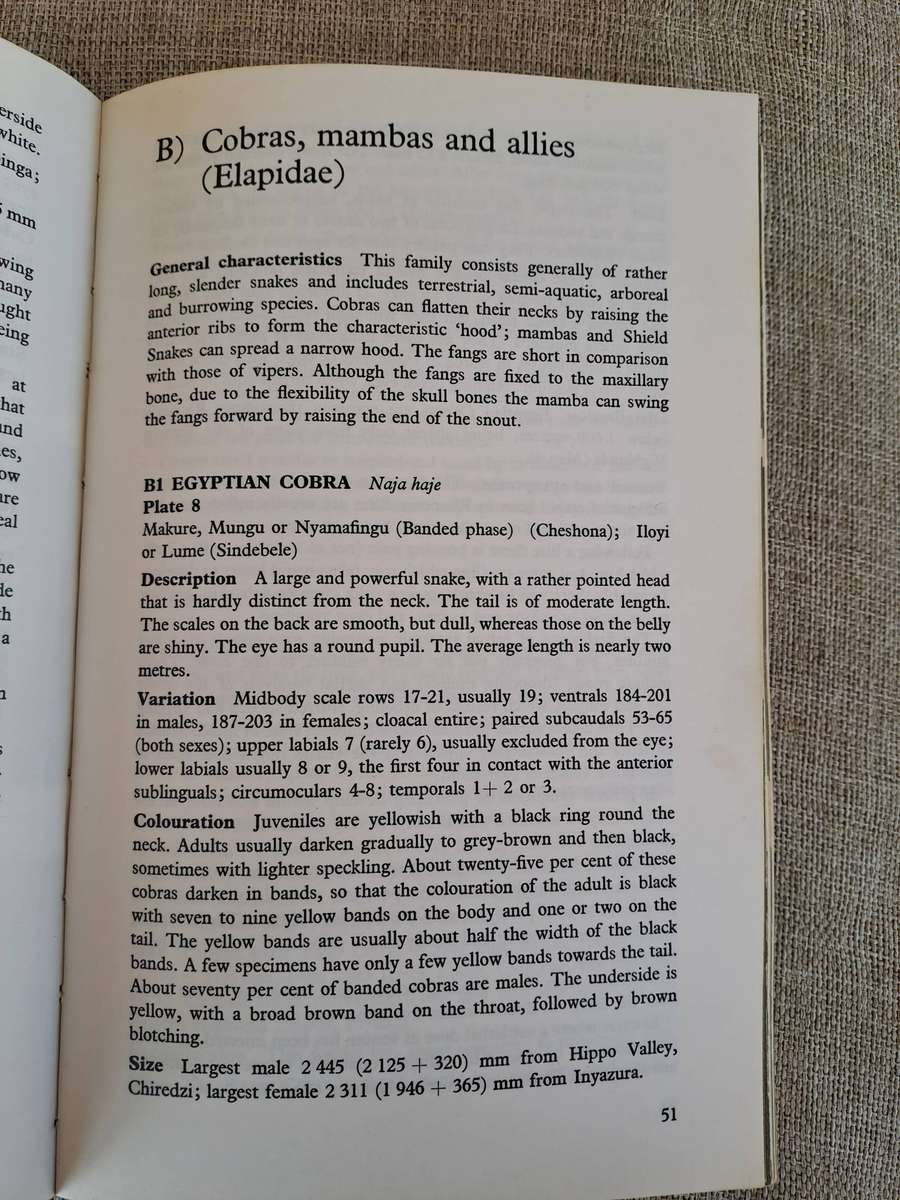 erside
white.
inga;
mm
wing
many
ught
eing
at
hat
and
es,
ow
are
eal
he
de
th
a
B) Cobras, mambas and allies
(Elapidae)
General characteristics This family consists generally of rather
long, slender snakes and includes terrestrial, semi-aquatic, arboreal
and burrowing species. Cobras can flatten their necks by raising the
anterior ribs to form the characteristic ‘hood’; mambas and Shield
Snakes can spread a narrow hood. The fangs are short in comparison
with those of vipers. Although the fangs are fixed to the maxillary
bone, due to the flexibility of the skull bones the mamba can swing
the fangs forward by raising the end of the snout.
B1 EGYPTIAN COBRA Naja haje
Plate 8
Makure, Mungu or Nyamafingu (Banded phase) (Cheshona); Iloyi
or Lume (Sindebele)
Description A large and powerful snake, with a rather pointed head
that is hardly distinct from the neck. The tail is of moderate length.
The scales on the back are smooth, but dull, whereas those on the belly
are shiny. The eye has a round pupil. The average length is nearly two
metres.
Variation Midbody scale rows 17-21, usually 19; ventrals 184-201
in males, 187-203 in females; cloacal entire; paired subcaudals 53-65
(both sexes); upper labials 7 (rarely 6), usually excluded from the eye;
lower labials usually 8 or 9, the first four in contact with the anterior
sublinguals; circumoculars 4-8; temporals 1+ 2 or 3.
Colouration Juveniles are yellowish with a black ring round the
neck. Adults usually darken gradually to grey-brown and then black,
sometimes with lighter speckling. About twenty-five per cent of these
cobras darken in bands, so that the colouration of the adult is black
with seven to nine yellow bands on the body and one or two on the
tail. The yellow bands are usually about half the width of the black
bands. A few specimens have only a few yellow bands towards the tail.
About seventy per cent of banded cobras are males. The underside is
yellow, with a broad brown band on the throat, followed by brown
blotching.
Size Largest male 2 445 (2 125 + 320) mm from Hippo Valley,
Chiredzi; largest female 2 311 (1 946 + 365) mm from Inyazura.
51